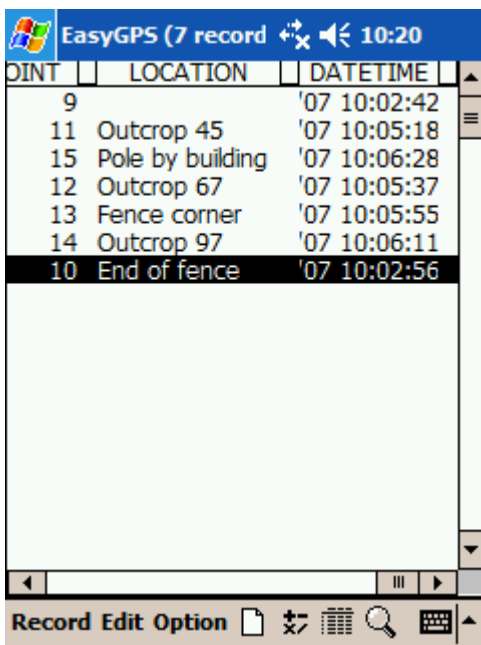 EasyGPS (7 record 10:20
OINT LOCATION DATETIME
9 '07 10:02:42
11 Outcrop 45 '07 10:05:18
15 Pole by building '07 10:06:28
12 Outcrop 67 '07 10:05:37
13 Fence corner '07 10:05:55
14 Outcrop 97 '07 10:06:11
10 End of fence '07 10:02:56
Record Edit Option